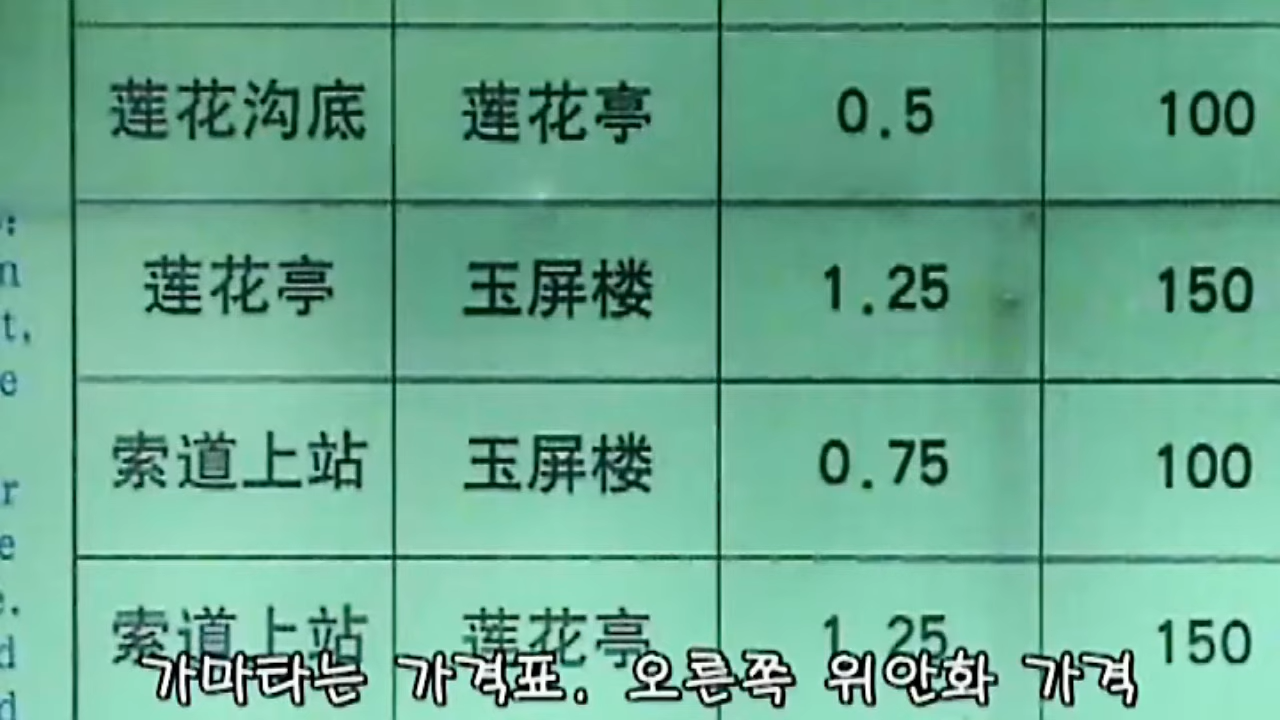 莲花沟底 莲花亭 0.5 100
莲花亭 玉屏楼 1.25 150
索道上站 玉屏楼 0.75 100
索道上站 莲花亭 1.25 150
가마타는 가격표. 오른쪽 위안화 가격
:
n
t,
e
r
e
e.
d
d